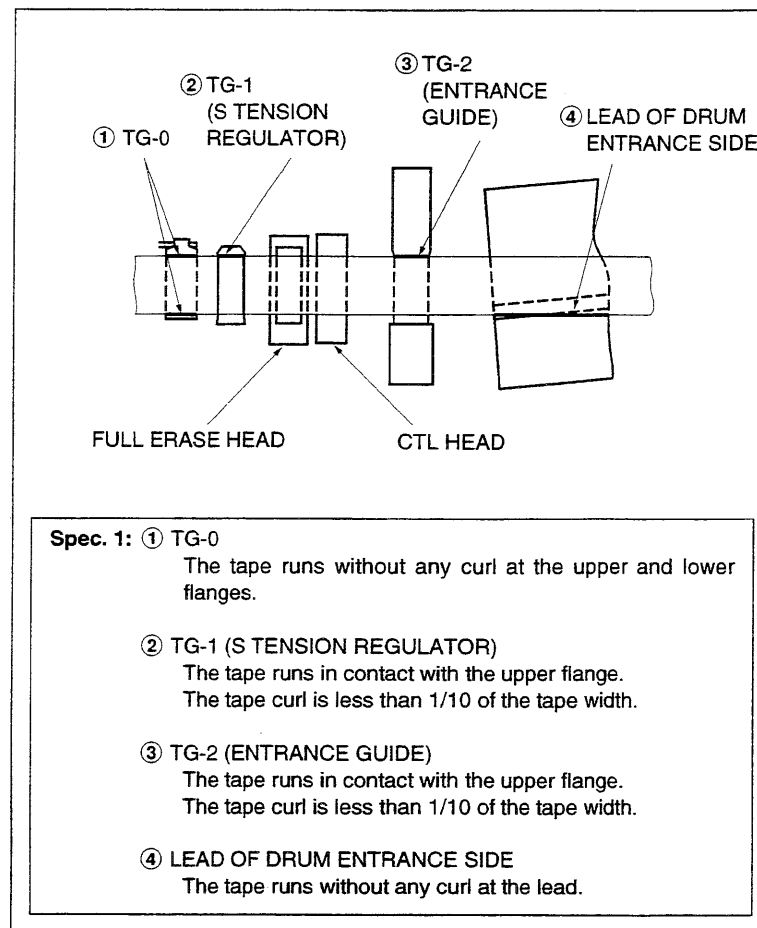 ③ TG-2
(ENTRANCE
GUIDE)
② TG-1
(S TENSION
REGULATOR)
④ LEAD OF DRUM
ENTRANCE SIDE
① TG-0
FULL ERASE HEAD
CTL HEAD
Spec. 1: ① TG-0
The tape runs without any curl at the upper and lower
flanges.
② TG-1 (S TENSION REGULATOR)
The tape runs in contact with the upper flange.
The tape curl is less than 1/10 of the tape width.
③ TG-2 (ENTRANCE GUIDE)
The tape runs in contact with the upper flange.
The tape curl is less than 1/10 of the tape width.
④ LEAD OF DRUM ENTRANCE SIDE
The tape runs without any curl at the lead.